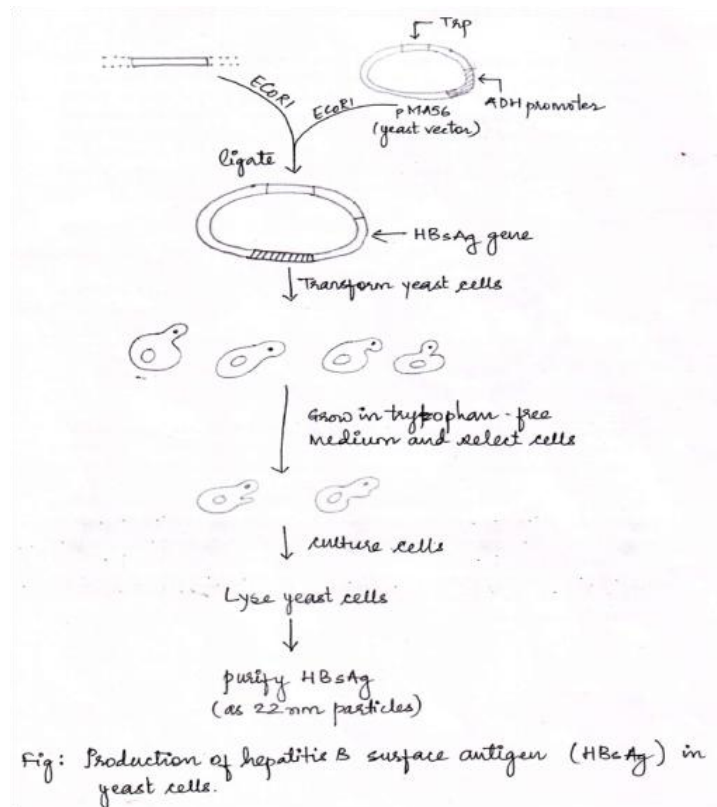 Trp
EcoRI
EcoRI
ADH promoter
pMA56
(yeast vector)
ligate
HBsAg gene
Transform yeast cells
Grow in tryptophan-free
medium and select cells
culture cells
Lyse yeast cells
purify HBsAg
(as 22 nm particles)
Fig: Production of hepatitis B surface antigen (HBsAg) in
yeast cells.